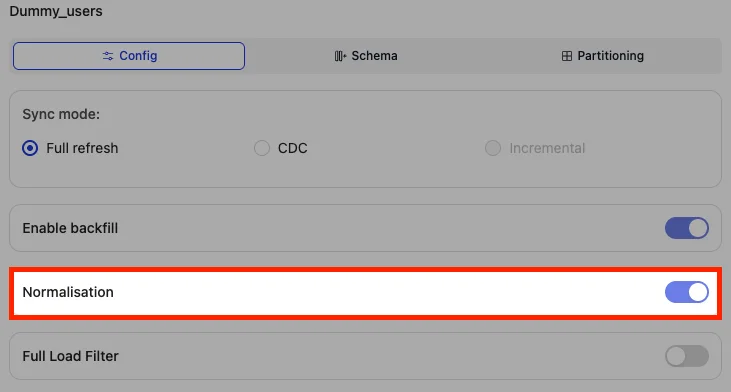 Dummy_users
Config Schema Partitioning
Sync mode:
Full refresh CDC Incremental
Enable backfill
Normalisation
Full Load Filter